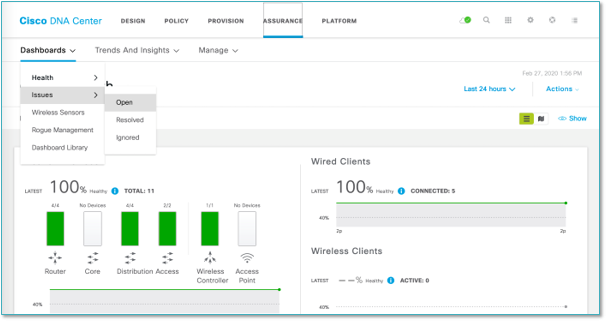 Cisco DNA Center DESIGN POLICY PROVISION ASSURANCE PLATFORM
Dashboards Trends And Insights Manage
Feb 27, 2020 1:56 PM
Health
Last 24 hours Actions
Issues
Open
Wireless Sensors
Resolved
Show
Rogue Management
Ignored
Dashboard Library
LATEST 100% Healthy TOTAL: 11
4/4 No Devices 4/4 2/2 1/1 No Devices
Router Core Distribution Access Wireless Controller Access Point
40%
Wired Clients
LATEST 100% Healthy CONNECTED: 5
40%
2p 2p
Wireless Clients
LATEST --% Healthy ACTIVE: 0
40%